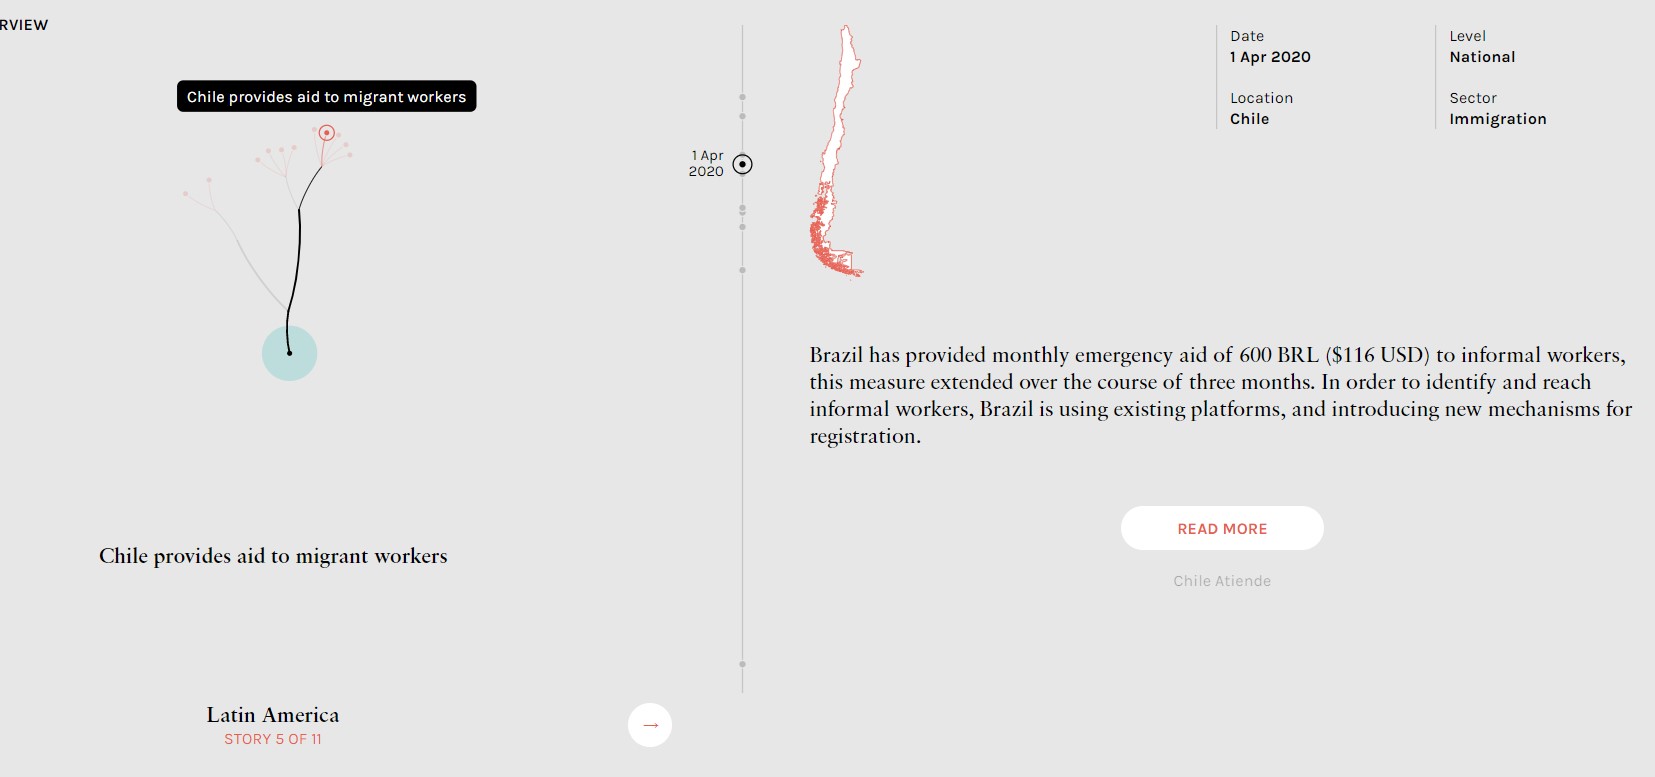 RVIEW
Chile provides aid to migrant workers
Chile provides aid to migrant workers
Latin America
STORY 5 OF 11
→
1 Apr
2020
Date
1 Apr 2020
Level
National
Location
Chile
Sector
Immigration
Brazil has provided monthly emergency aid of 600 BRL ($116 USD) to informal workers,
this measure extended over the course of three months. In order to identify and reach
informal workers, Brazil is using existing platforms, and introducing new mechanisms for
registration.
READ MORE
Chile Atiende